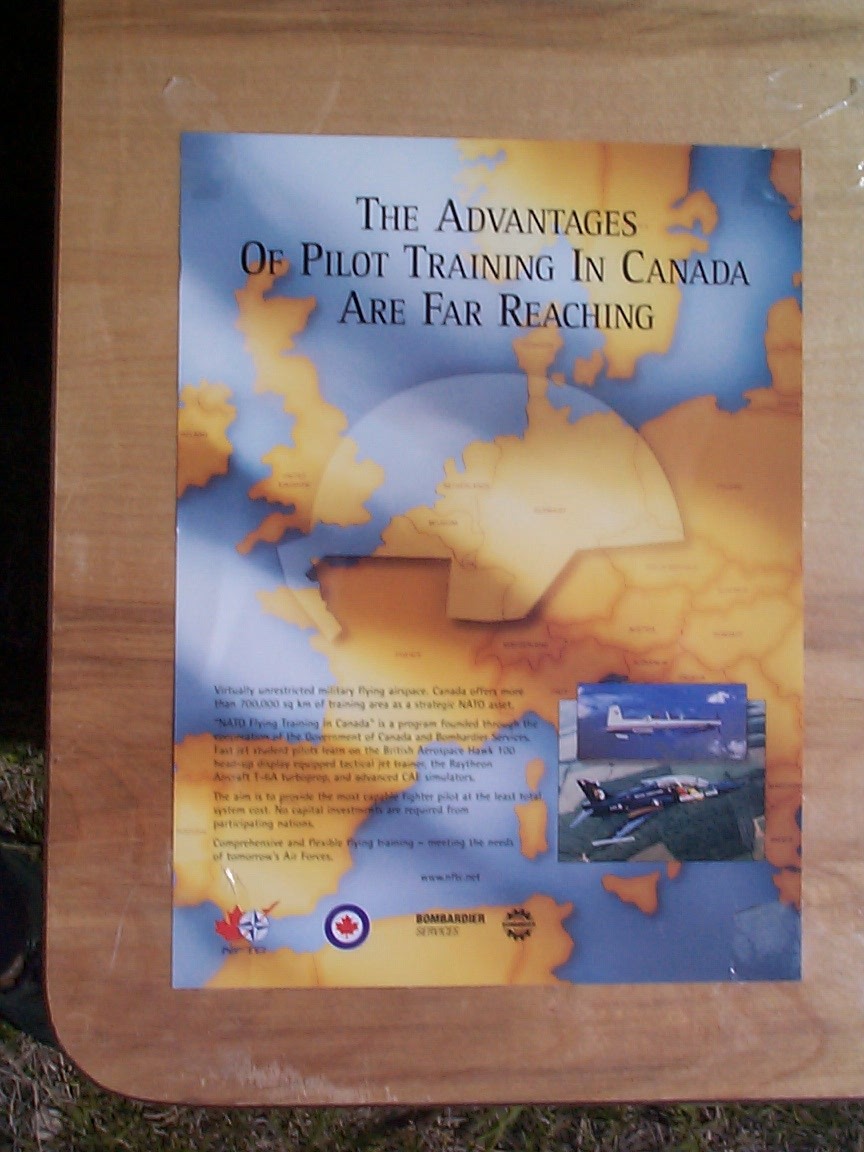 THE ADVANTAGES
OF PILOT TRAINING IN CANADA
ARE FAR REACHING
NETHERLANDS
BELGIUM
Virtually unrestricted military flying airspace. Canada offers more
than 700,000 sq km of training area as a strategic NATO asset.
"NATO Flying Training in Canada" is a program founded through the
cooperation of the Government of Canada and Bombardier Services.
Fast jet student pilots learn on the British Aerospace Hawk 100
head-up display equipped tactical jet trainer, the Raytheon
Aircraft T-6A turboprop, and advanced CAE simulators.
The aim is to provide the most capable fighter pilot at the least total
system cost. No capital investments are required from
participating nations.
Comprehensive and flexible flying training – meeting the needs
of tomorrow's Air Forces.
www.nftc.net
NFTC
BOMBARDIER
SERVICES